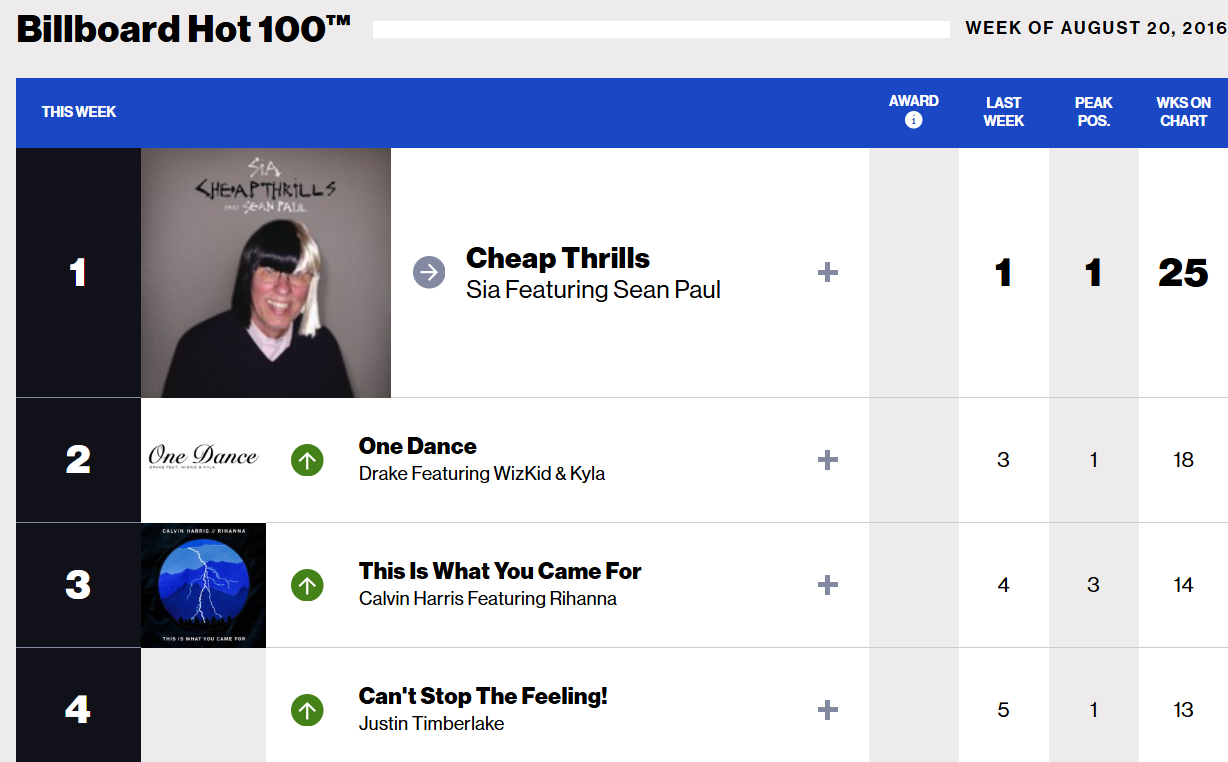 Billboard Hot 100™
WEEK OF AUGUST 20, 2016
THIS WEEK
AWARD
i
LAST
WEEK
PEAK
POS.
WKS ON
CHART
1
SIA
CHEAP THRILLS
FEAT. SEAN PAUL
Cheap Thrills
Sia Featuring Sean Paul
1
1
25
2
One Dance
DRAKE FEAT. WIZKID & KYLA
One Dance
Drake Featuring WizKid & Kyla
3
1
18
3
CALVIN HARRIS // RIHANNA
THIS IS WHAT YOU CAME FOR
This Is What You Came For
Calvin Harris Featuring Rihanna
4
3
14
4
Can't Stop The Feeling!
Justin Timberlake
5
1
13